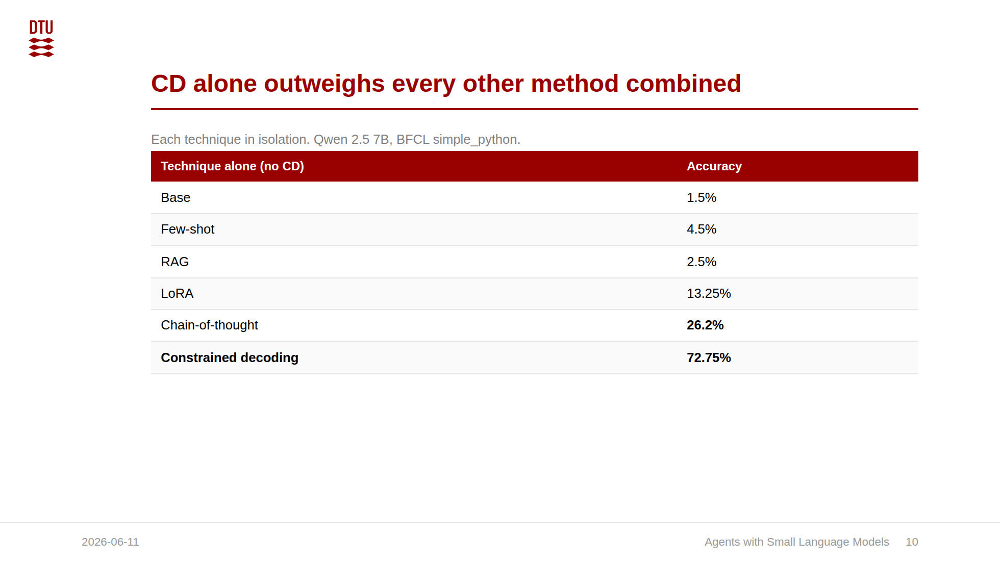 DTU
CD alone outweighs every other method combined
Each technique in isolation. Qwen 2.5 7B, BFCL simple_python.
Technique alone (no CD) Accuracy
Base 1.5%
Few-shot 4.5%
RAG 2.5%
LoRA 13.25%
Chain-of-thought 26.2%
Constrained decoding 72.75%
2026-06-11 Agents with Small Language Models 10